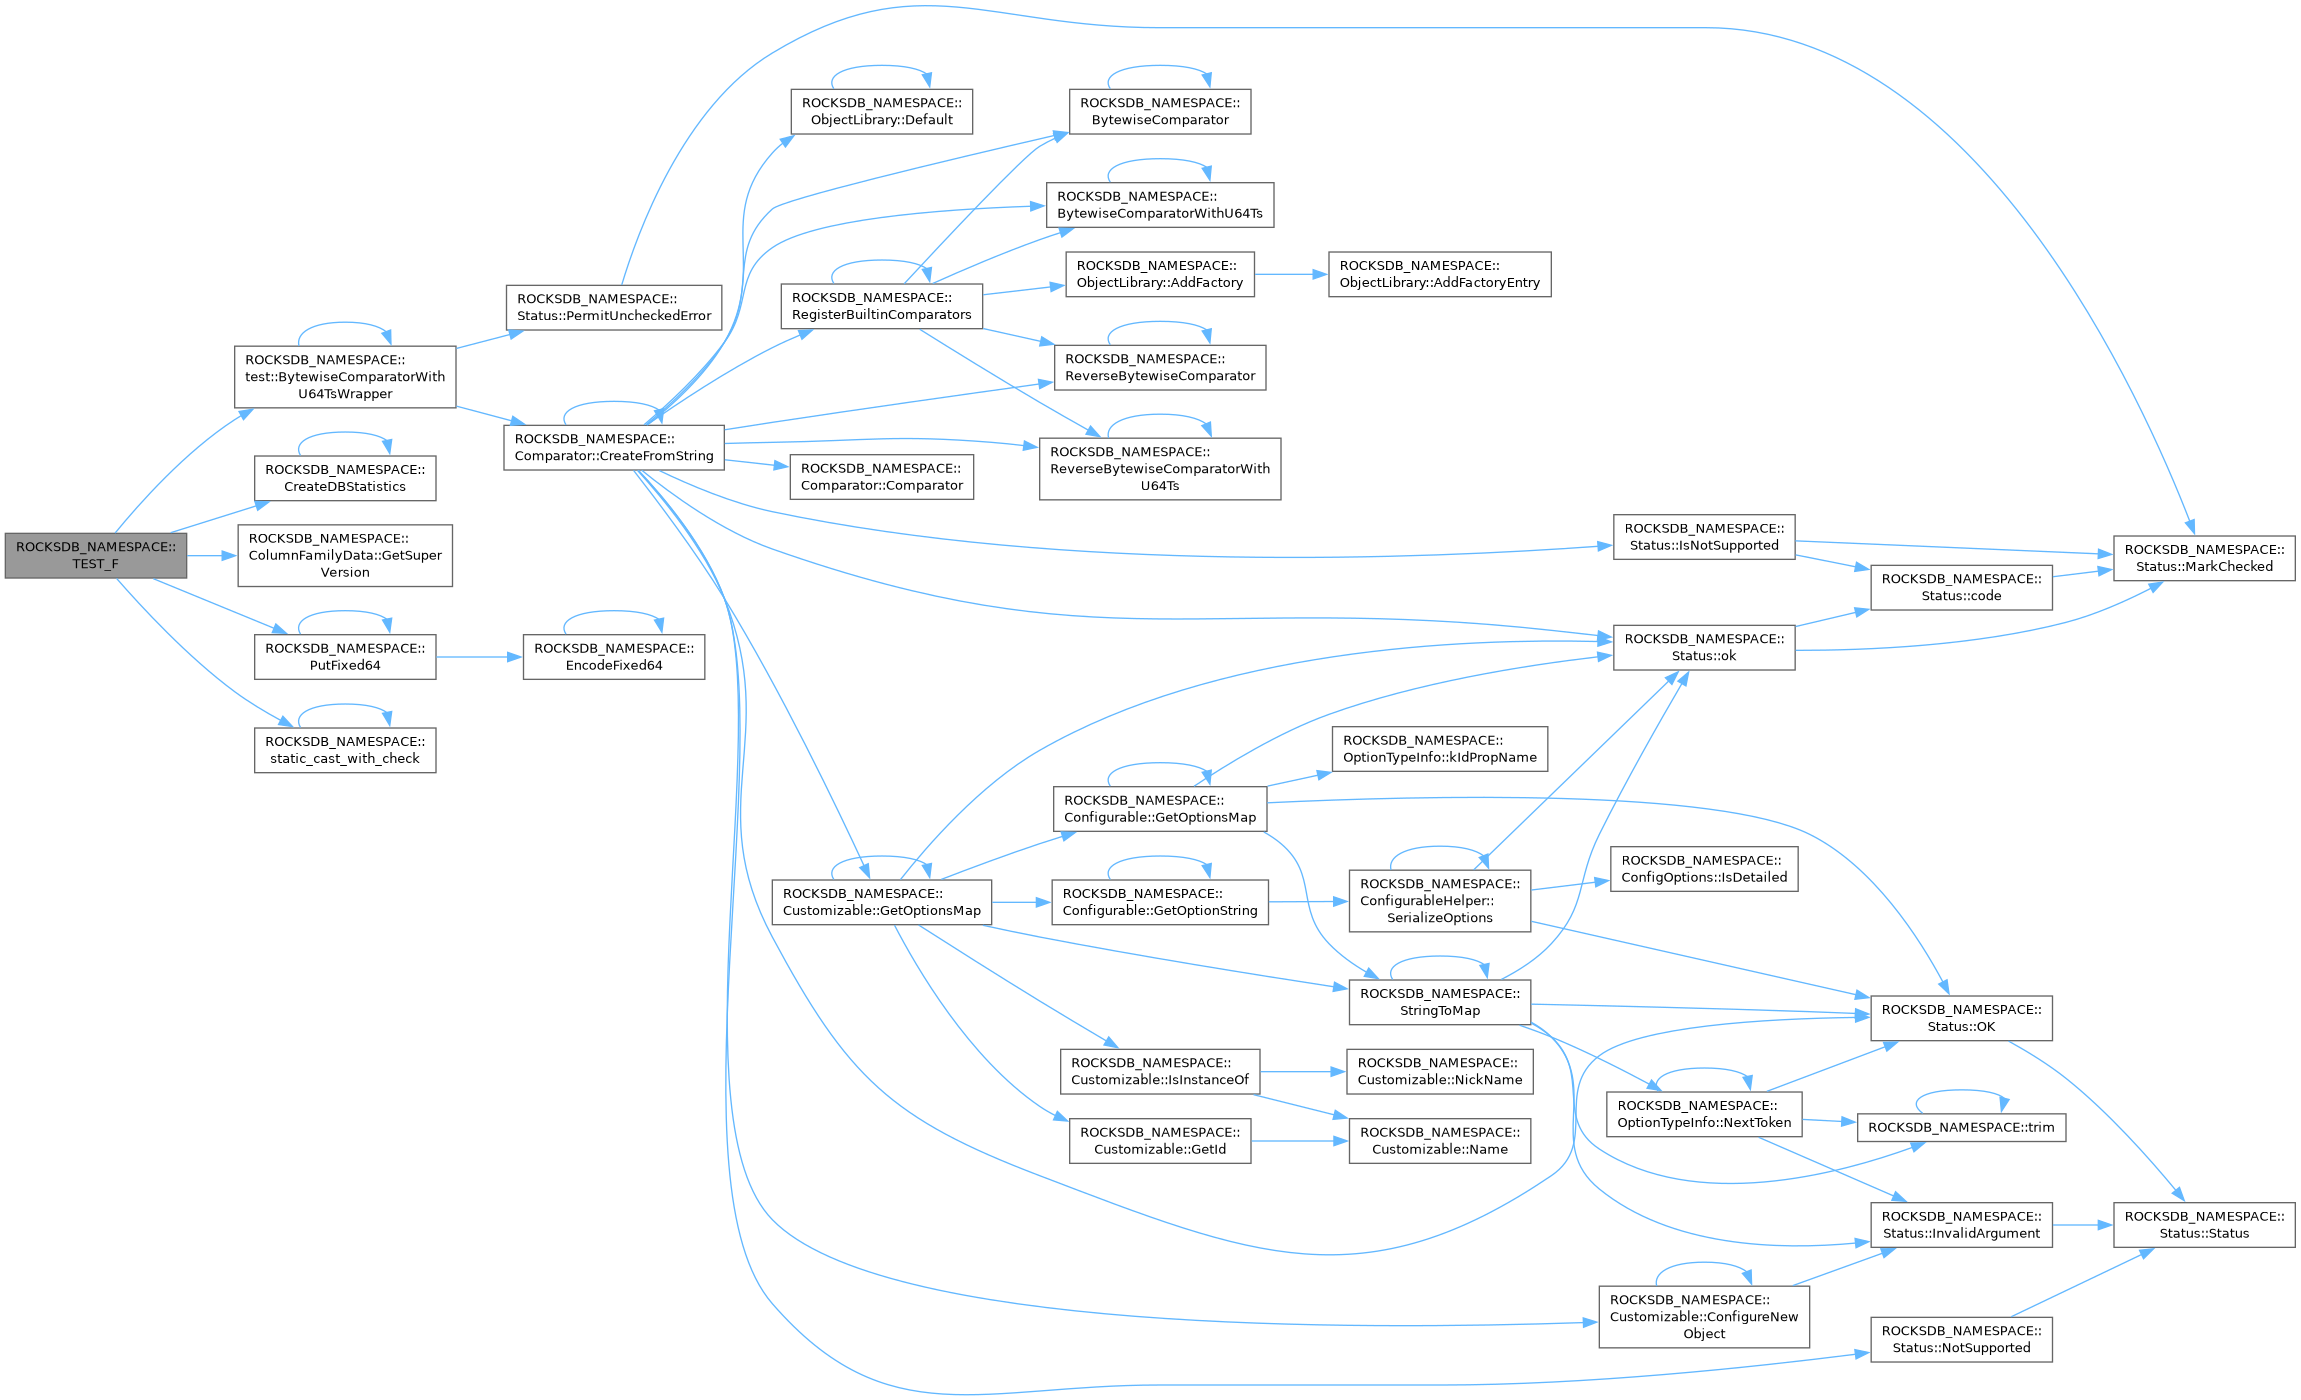 ROCKSDB_NAMESPACE::
TEST_F
ROCKSDB_NAMESPACE::
test::BytewiseComparatorWith
U64TsWrapper
ROCKSDB_NAMESPACE::
CreateDBStatistics
ROCKSDB_NAMESPACE::
ColumnFamilyData::GetSuper
Version
ROCKSDB_NAMESPACE::
PutFixed64
ROCKSDB_NAMESPACE::
static_cast_with_check
ROCKSDB_NAMESPACE::
Status::PermitUncheckedError
ROCKSDB_NAMESPACE::
Comparator::CreateFromString
ROCKSDB_NAMESPACE::
EncodeFixed64
ROCKSDB_NAMESPACE::
ObjectLibrary::Default
ROCKSDB_NAMESPACE::
RegisterBuiltinComparators
ROCKSDB_NAMESPACE::
Comparator::Comparator
ROCKSDB_NAMESPACE::
Customizable::GetOptionsMap
ROCKSDB_NAMESPACE::
BytewiseComparator
ROCKSDB_NAMESPACE::
BytewiseComparatorWithU64Ts
ROCKSDB_NAMESPACE::
ObjectLibrary::AddFactory
ROCKSDB_NAMESPACE::
ReverseBytewiseComparator
ROCKSDB_NAMESPACE::
ReverseBytewiseComparatorWith
U64Ts
ROCKSDB_NAMESPACE::
Configurable::GetOptionsMap
ROCKSDB_NAMESPACE::
Configurable::GetOptionString
ROCKSDB_NAMESPACE::
Customizable::IsInstanceOf
ROCKSDB_NAMESPACE::
Customizable::GetId
ROCKSDB_NAMESPACE::
ObjectLibrary::AddFactoryEntry
ROCKSDB_NAMESPACE::
OptionTypeInfo::kIdPropName
ROCKSDB_NAMESPACE::
ConfigurableHelper::
SerializeOptions
ROCKSDB_NAMESPACE::
StringToMap
ROCKSDB_NAMESPACE::
Customizable::NickName
ROCKSDB_NAMESPACE::
Customizable::Name
ROCKSDB_NAMESPACE::
Status::IsNotSupported
ROCKSDB_NAMESPACE::
Status::ok
ROCKSDB_NAMESPACE::
ConfigOptions::IsDetailed
ROCKSDB_NAMESPACE::
OptionTypeInfo::NextToken
ROCKSDB_NAMESPACE::
Customizable::ConfigureNew
Object
ROCKSDB_NAMESPACE::
Status::code
ROCKSDB_NAMESPACE::
Status::OK
ROCKSDB_NAMESPACE::trim
ROCKSDB_NAMESPACE::
Status::InvalidArgument
ROCKSDB_NAMESPACE::
Status::NotSupported
ROCKSDB_NAMESPACE::
Status::MarkChecked
ROCKSDB_NAMESPACE::
Status::Status